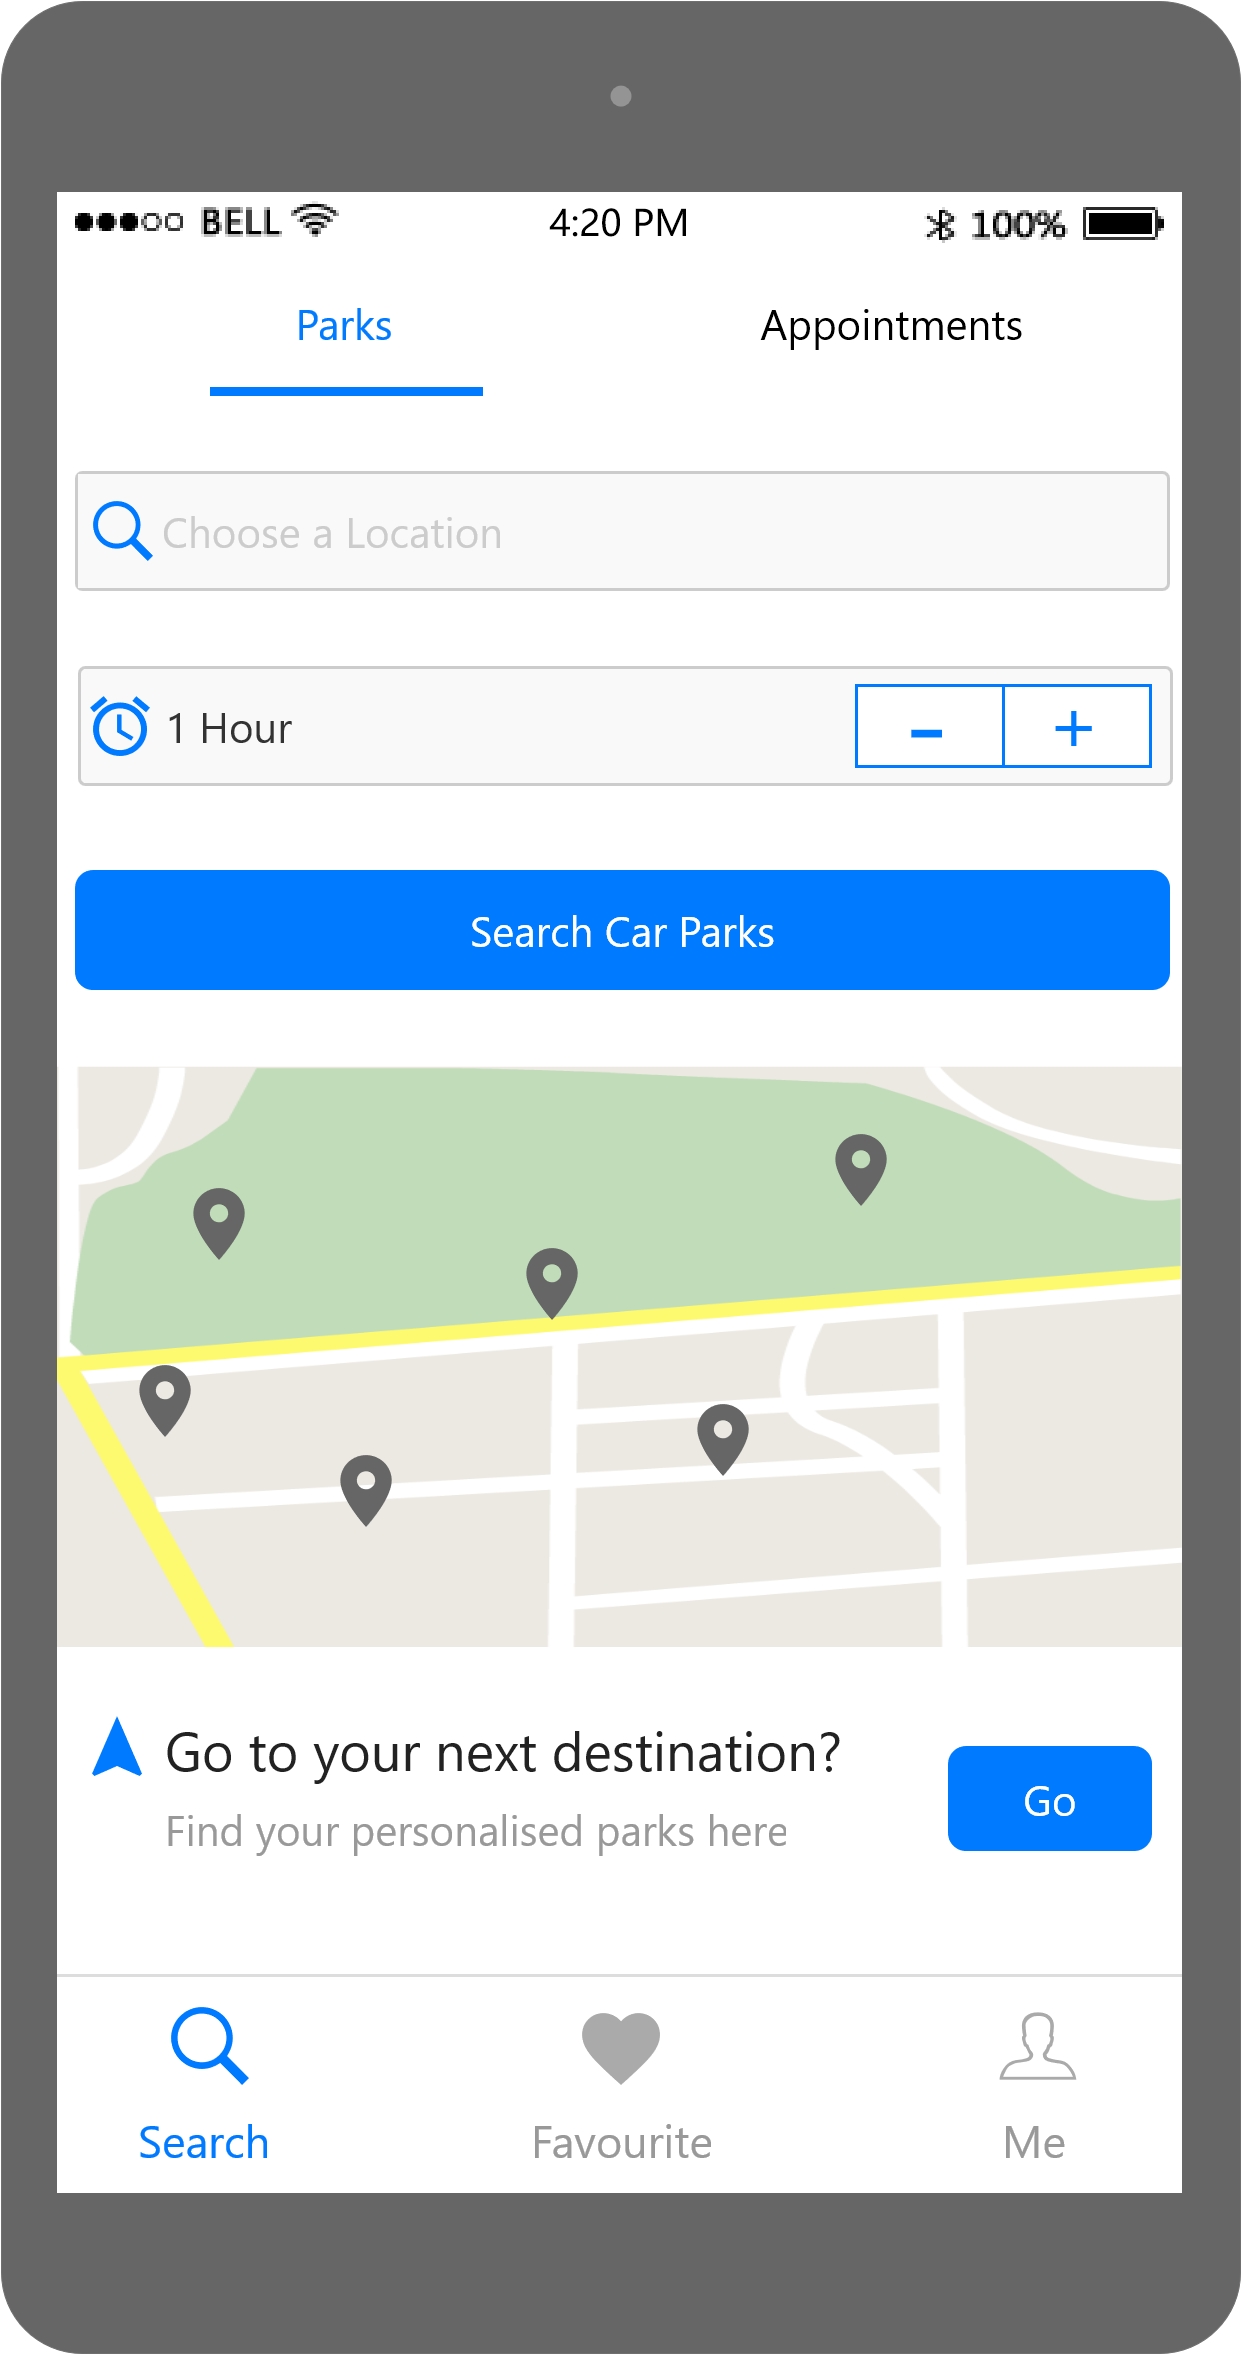 BELL 4:20 PM 100%
Parks Appointments
Choose a Location
1 Hour - +
Search Car Parks
Go to your next destination?
Find your personalised parks here
Go
Search Favourite Me